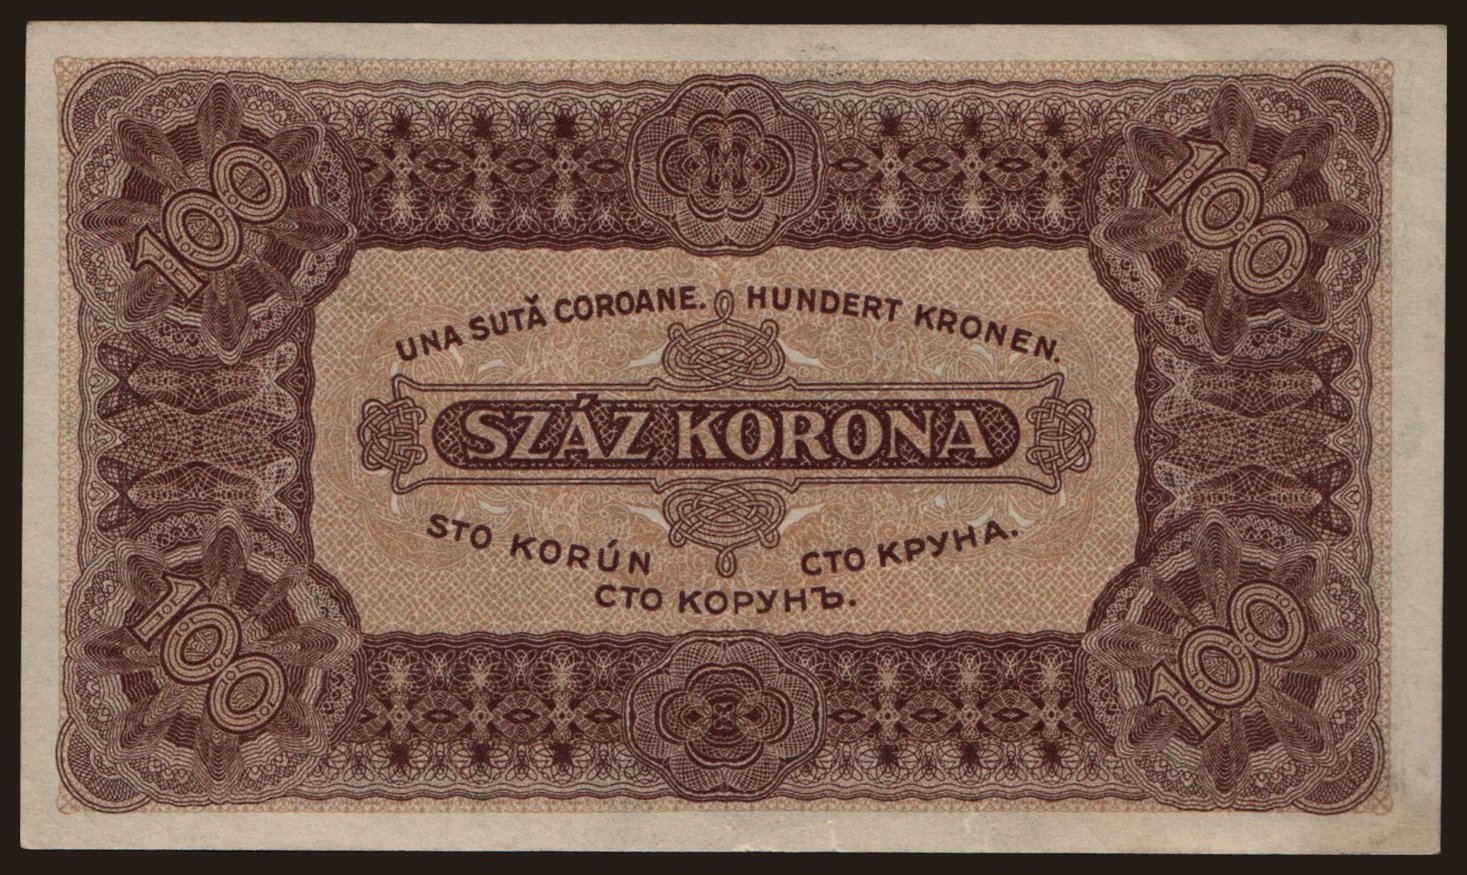 100
100
UNA SUTĂ COROANE. HUNDERT KRONEN.
SZÁZ KORONA
STO KORÚN
СТО КРУНА.
СТО КОРУНЪ.
100
100